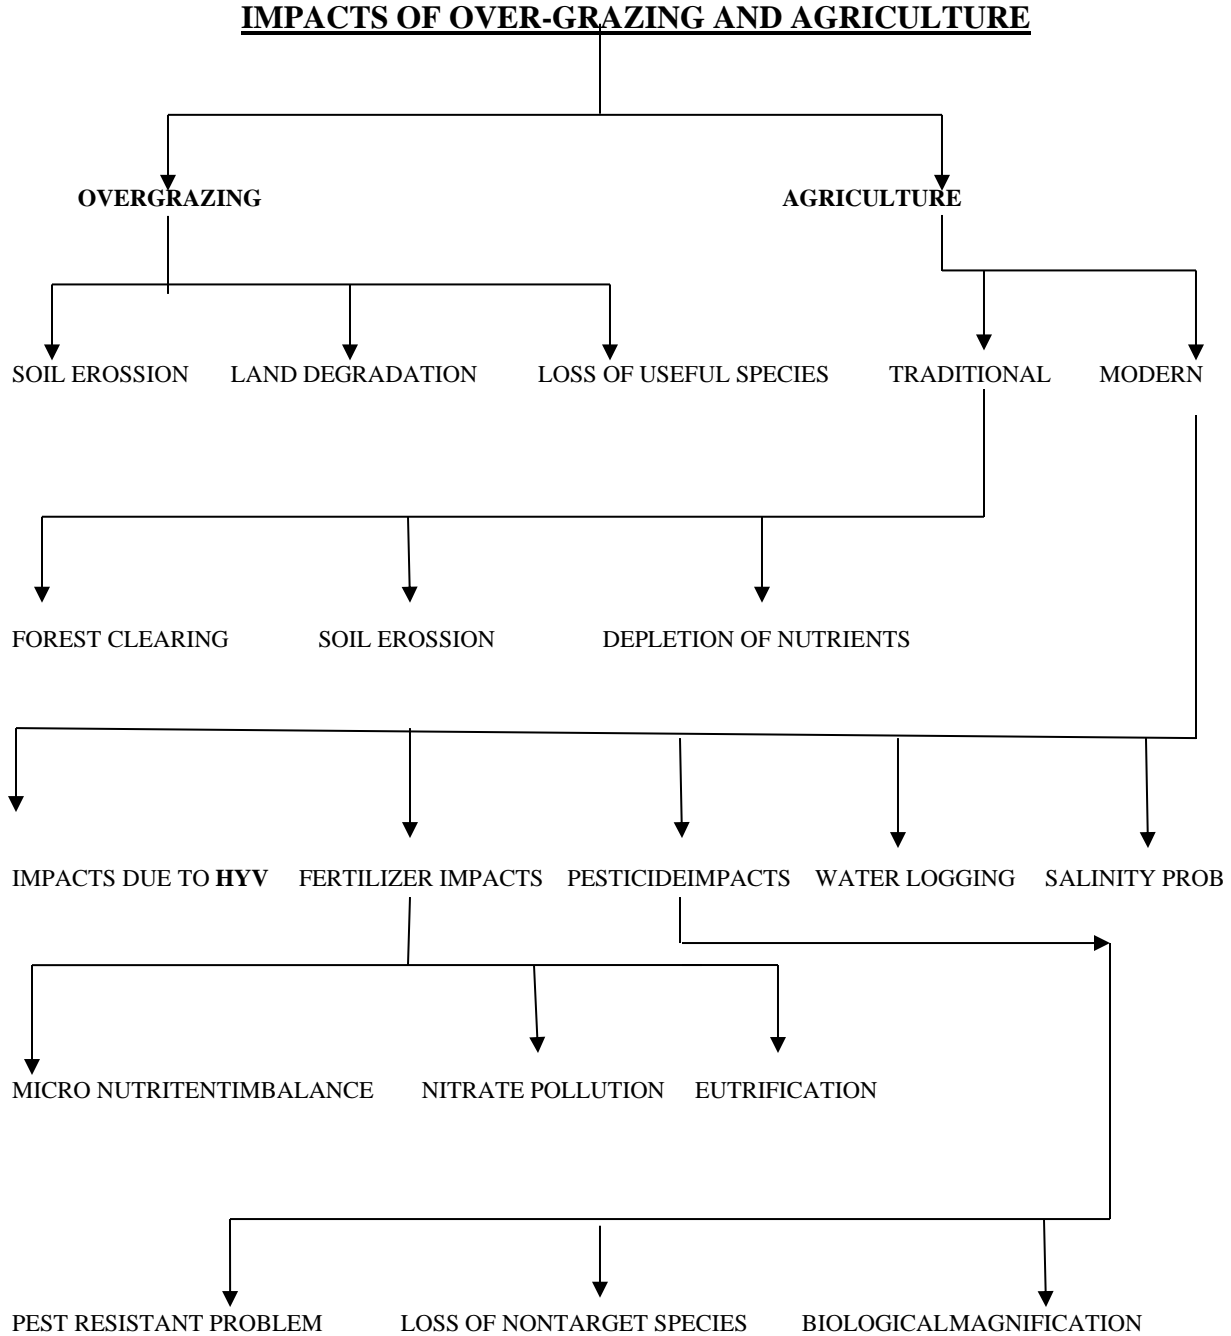 IMPACTS OF OVER-GRAZING AND AGRICULTURE
OVERGRAZING AGRICULTURE
SOIL EROSSION LAND DEGRADATION LOSS OF USEFUL SPECIES TRADITIONAL MODERN
FOREST CLEARING SOIL EROSSION DEPLETION OF NUTRIENTS
IMPACTS DUE TO HYV FERTILIZER IMPACTS PESTICIDEIMPACTS WATER LOGGING SALINITY PROB
MICRO NUTRITENTIMBALANCE NITRATE POLLUTION EUTRIFICATION
PEST RESISTANT PROBLEM LOSS OF NONTARGET SPECIES BIOLOGICALMAGNIFICATION